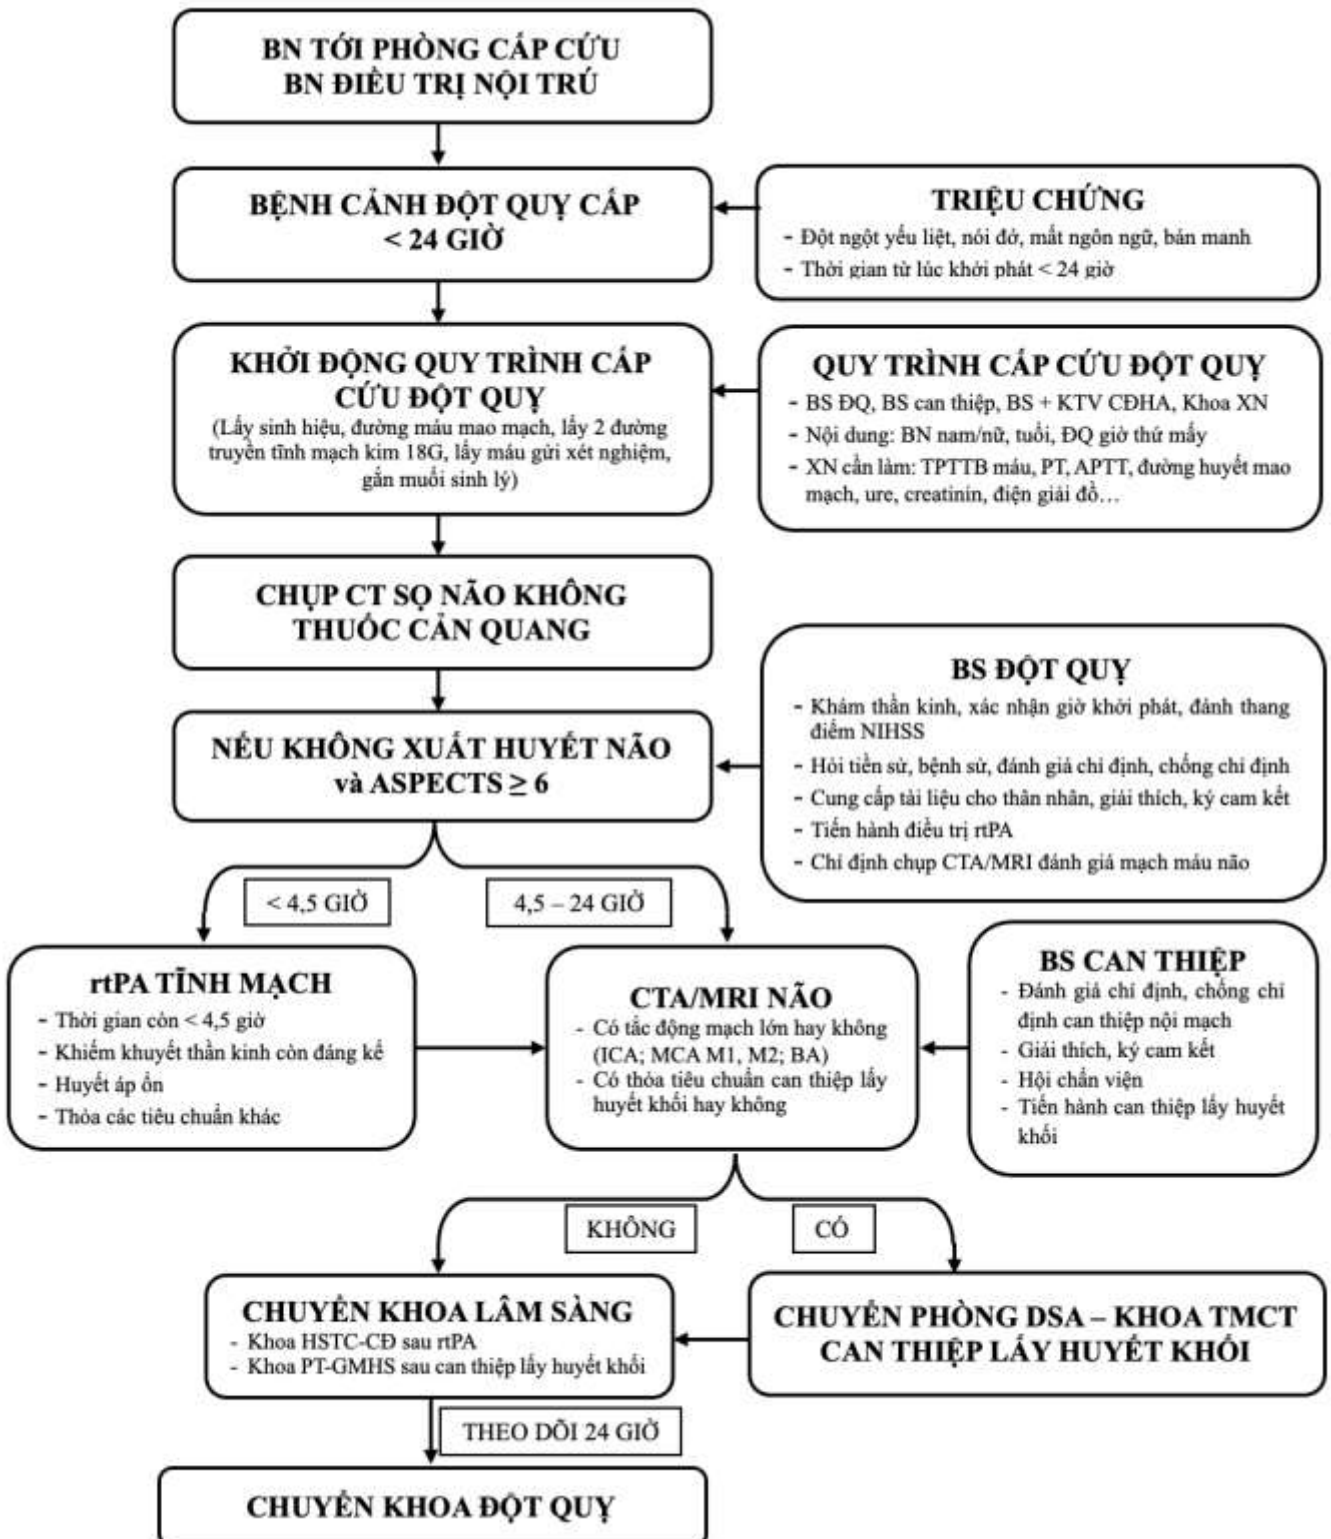 BN TỚI PHÒNG CẤP CỨU
BN ĐIỀU TRỊ NỘI TRÚ
BỆNH CẢNH ĐỘT QUỴ CẤP
< 24 GIỜ
TRIỆU CHỨNG
- Đột ngột yếu liệt, nói đớ, mất ngôn ngữ, bán manh
- Thời gian từ lúc khởi phát < 24 giờ
KHỞI ĐỘNG QUY TRÌNH CẤP
CỨU ĐỘT QUỴ
(Lấy sinh hiệu, đường máu mao mạch, lấy 2 đường
truyền tĩnh mạch kim 18G, lấy máu gửi xét nghiệm,
gắn muối sinh lý)
QUY TRÌNH CẤP CỨU ĐỘT QUỴ
- BS ĐQ, BS can thiệp, BS + KTV CĐHA, Khoa XN
- Nội dung: BN nam/nữ, tuổi, ĐQ giờ thứ mấy
- XN cần làm: TPTTB máu, PT, APTT, đường huyết mao
mạch, ure, creatinin, điện giải đồ…
CHỤP CT SỌ NÃO KHÔNG
THUỐC CẢN QUANG
NẾU KHÔNG XUẤT HUYẾT NÃO
và ASPECTS ≥ 6
BS ĐỘT QUỴ
- Khám thần kinh, xác nhận giờ khởi phát, đánh thang
điểm NIHSS
- Hỏi tiền sử, bệnh sử, đánh giá chỉ định, chống chỉ định
- Cung cấp tài liệu cho thân nhân, giải thích, ký cam kết
- Tiến hành điều trị rtPA
- Chỉ định chụp CTA/MRI đánh giá mạch máu não
< 4,5 GIỜ
4,5 – 24 GIỜ
rtPA TĨNH MẠCH
- Thời gian còn < 4,5 giờ
- Khiếm khuyết thần kinh còn đáng kể
- Huyết áp ổn
- Thỏa các tiêu chuẩn khác
CTA/MRI NÃO
- Có tắc động mạch lớn hay không
(ICA; MCA M1, M2; BA)
- Có thỏa tiêu chuẩn can thiệp lấy
huyết khối hay không
BS CAN THIỆP
- Đánh giá chỉ định, chống chỉ
định can thiệp nội mạch
- Giải thích, ký cam kết
- Hội chẩn viện
- Tiến hành can thiệp lấy huyết
khối
KHÔNG
CÓ
CHUYỂN KHOA LÂM SÀNG
- Khoa HSTC-CĐ sau rtPA
- Khoa PT-GMHS sau can thiệp lấy huyết khối
CHUYỂN PHÒNG DSA – KHOA TMCT
CAN THIỆP LẤY HUYẾT KHỐI
THEO DÕI 24 GIỜ
CHUYỂN KHOA ĐỘT QUỴ